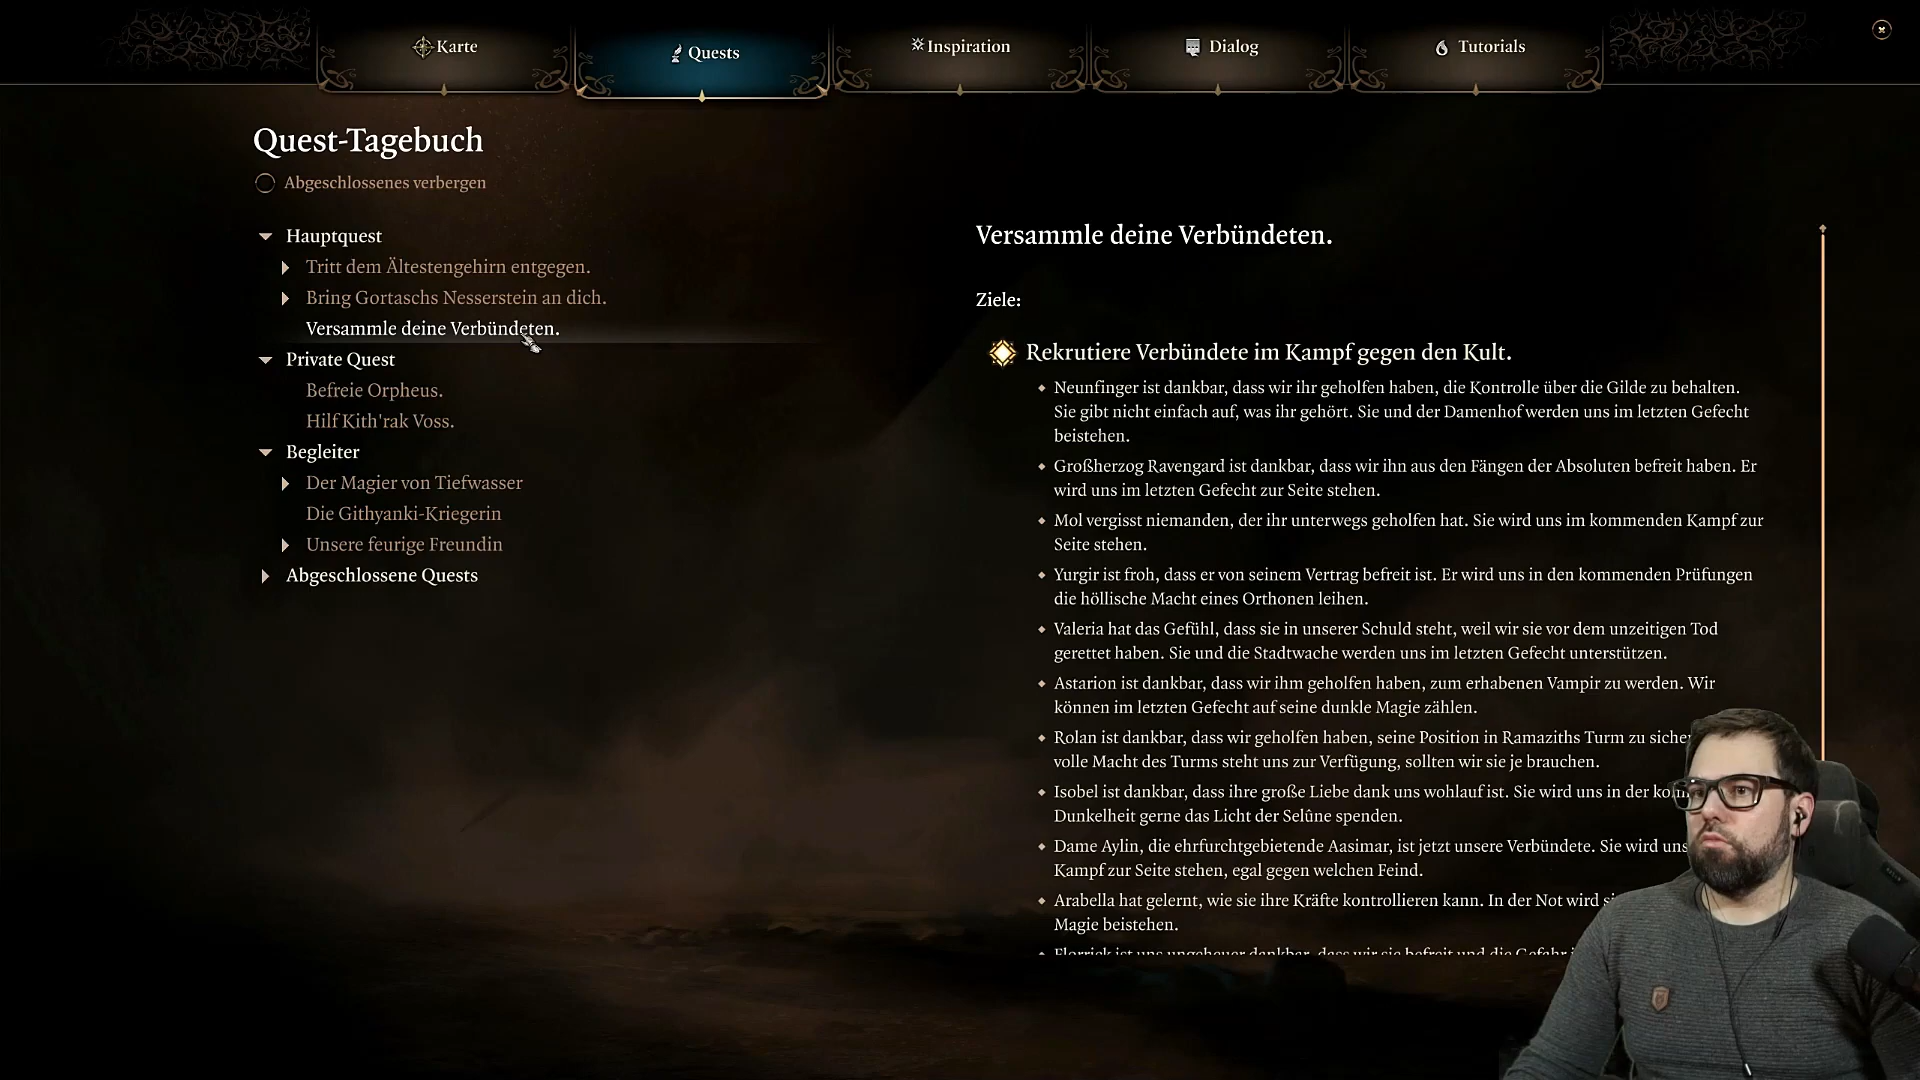 Karte
Quests
Inspiration
Dialog
Tutorials
Quest-Tagebuch
Abgeschlossenes verbergen
Hauptquest
Tritt dem Ältestengehirn entgegen.
Bring Gortaschs Nesserstein an dich.
Versammle deine Verbündeten.
Private Quest
Befreie Orpheus.
Hilf Kith'rak Voss.
Begleiter
Der Magier von Tiefwasser
Die Githyanki-Kriegerin
Unsere feurige Freundin
Abgeschlossene Quests
Versammle deine Verbündeten.
Ziele:
Rekrutiere Verbündete im Kampf gegen den Kult.
Neunfinger ist dankbar, dass wir ihr geholfen haben, die Kontrolle über die Gilde zu behalten.
Sie gibt nicht einfach auf, was ihr gehört. Sie und der Damenhof werden uns im letzten Gefecht
beistehen.
Großherzog Ravengard ist dankbar, dass wir ihn aus den Fängen der Absoluten befreit haben. Er
wird uns im letzten Gefecht zur Seite stehen.
Mol vergisst niemanden, der ihr unterwegs geholfen hat. Sie wird uns im kommenden Kampf zur
Seite stehen.
Yurgir ist froh, dass er von seinem Vertrag befreit ist. Er wird uns in den kommenden Prüfungen
die höllische Macht eines Orthonen leihen.
Valeria hat das Gefühl, dass sie in unserer Schuld steht, weil wir sie vor dem unzeitigen Tod
gerettet haben. Sie und die Stadtwache werden uns im letzten Gefecht unterstützen.
Astarion ist dankbar, dass wir ihm geholfen haben, zum erhabenen Vampir zu werden. Wir
können im letzten Gefecht auf seine dunkle Magie zählen.
Rolan ist dankbar, dass wir geholfen haben, seine Position in Ramaziths Turm zu
volle Macht des Turms steht uns zur Verfügung, sollten wir sie je brauchen.
Isobel ist dankbar, dass ihre große Liebe dank uns wohlauf ist. Sie wird uns in der
Dunkelheit gerne das Licht der Selûne spenden.
Dame Aylin, die ehrfurchtgebietende Aasimar, ist jetzt unsere Verbündete. Sie wird uns
Kampf zur Seite stehen, egal gegen welchen Feind.
Arabella hat gelernt, wie sie ihre Kräfte kontrollieren kann. In der Not wird
Magie beistehen.
Florrick ist uns ungeheuer dankbar, dass wir sie befreit und die Gefahr